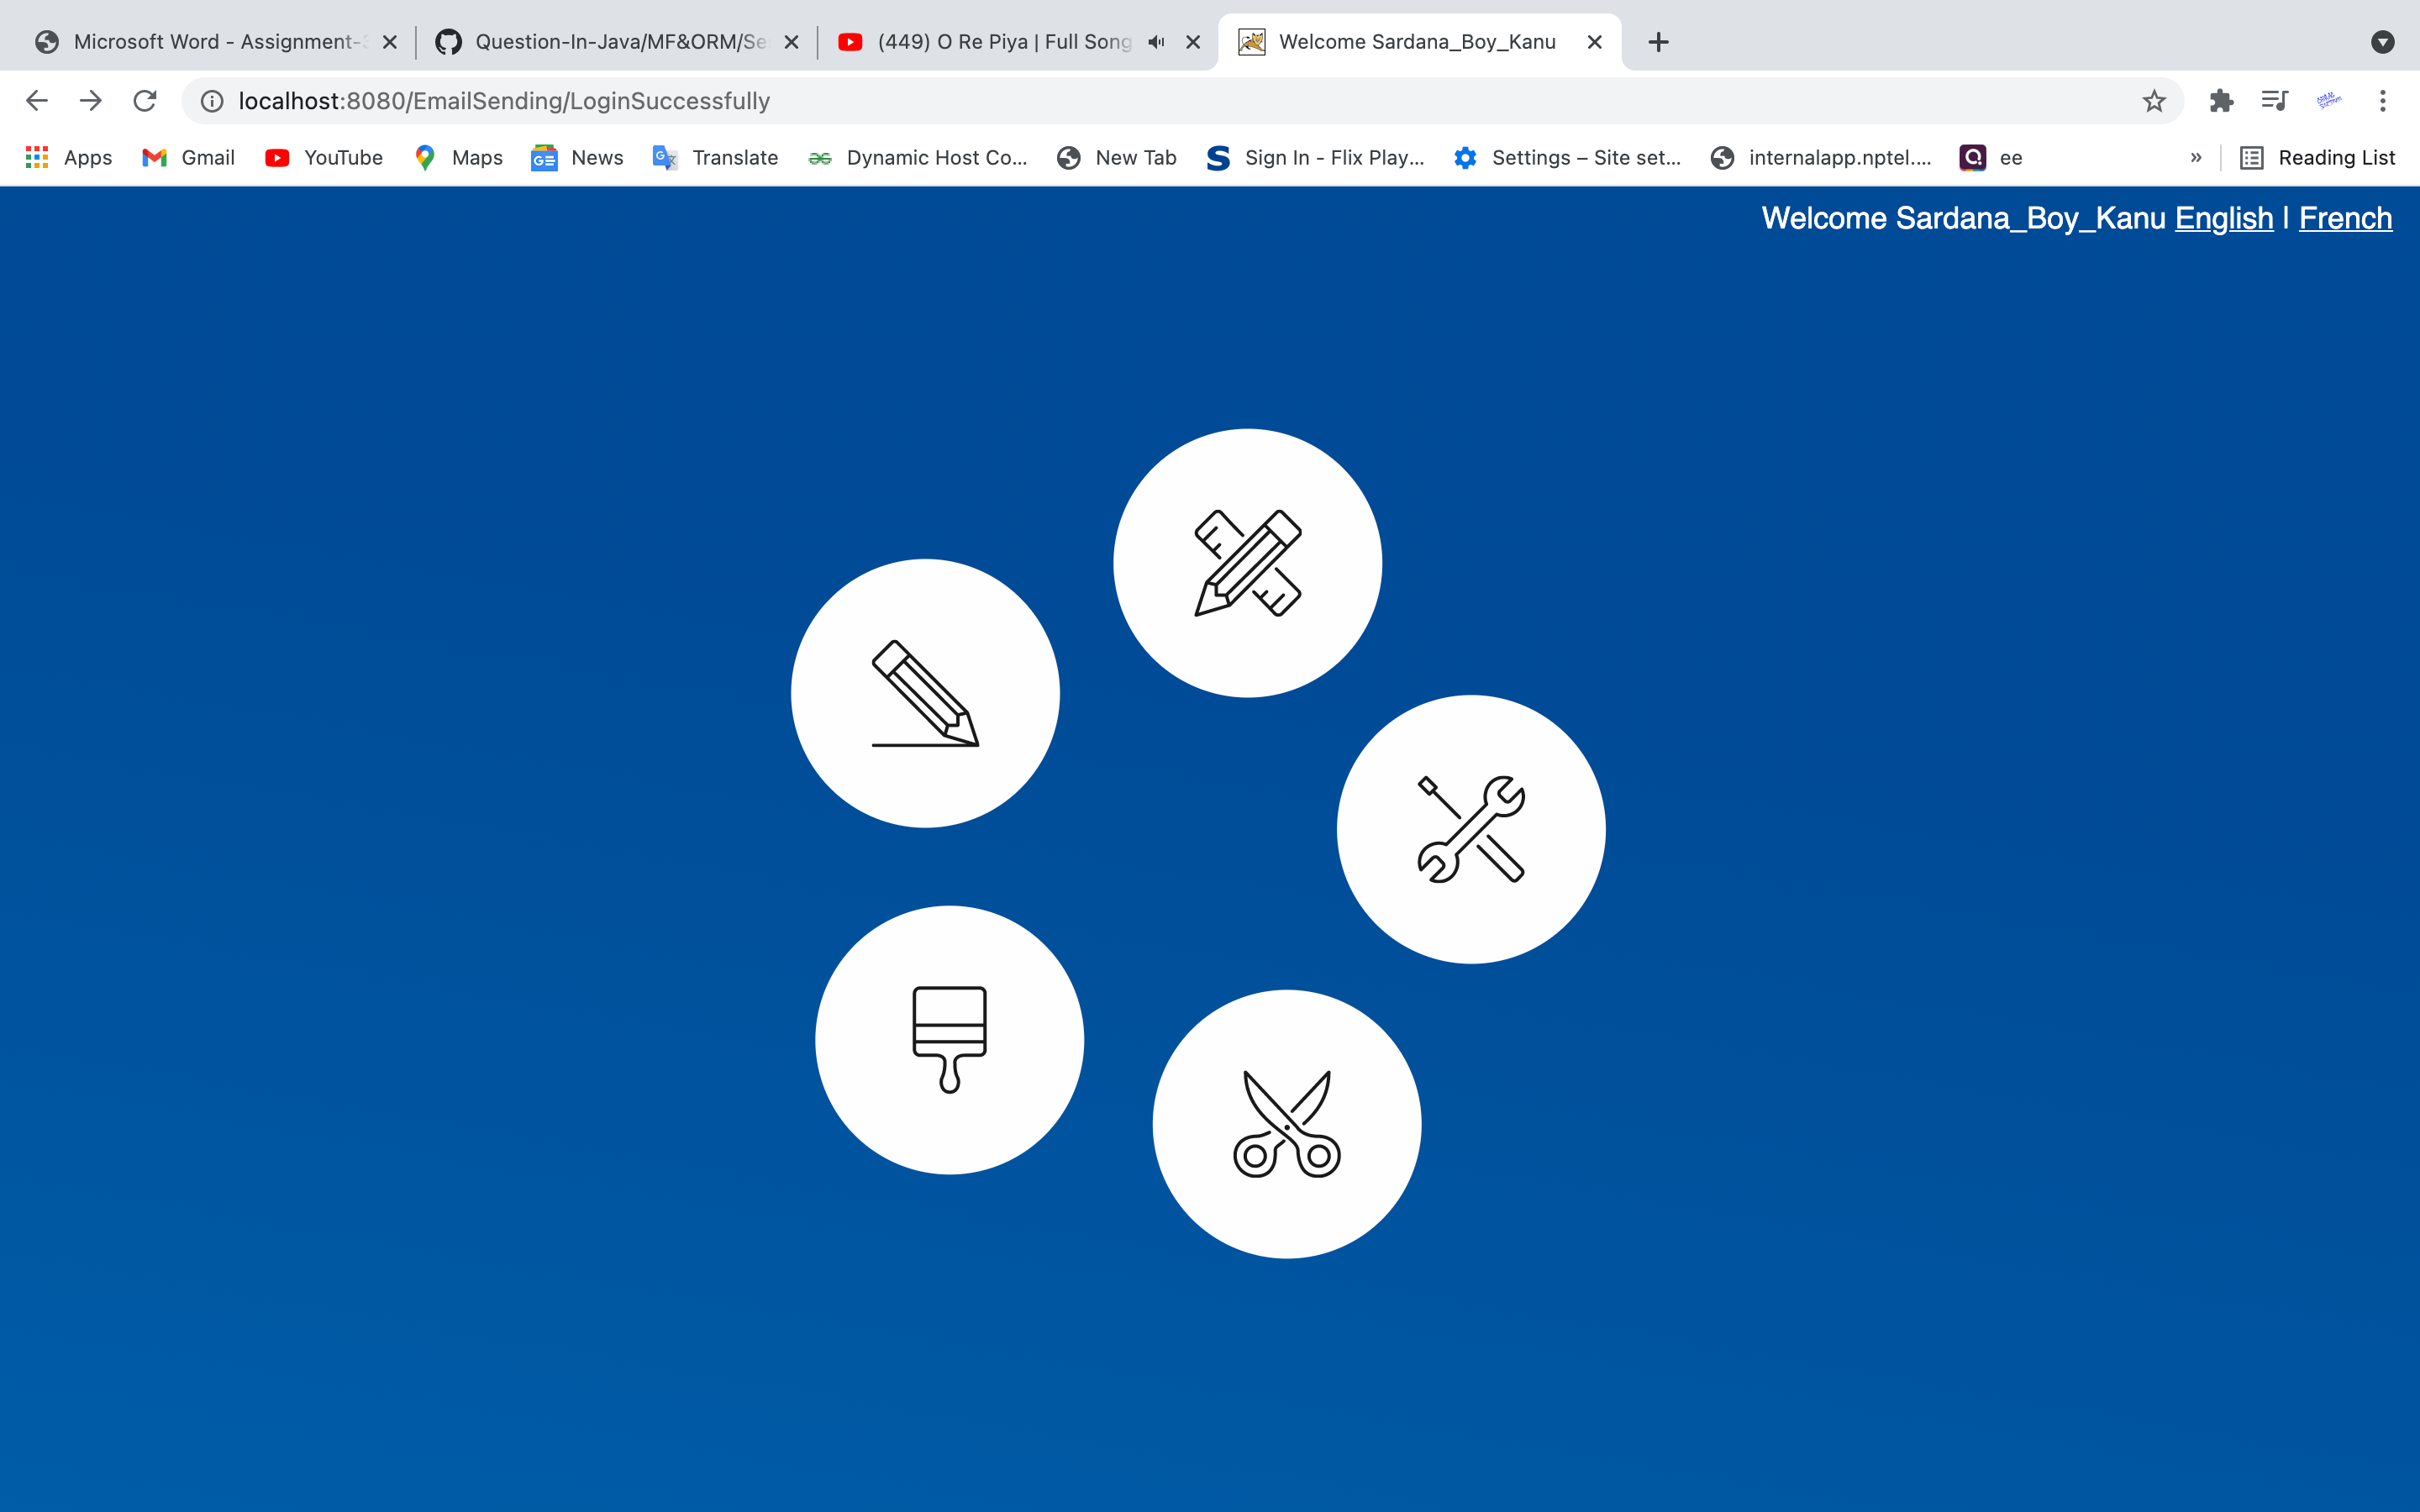 Microsoft Word - Assignment-
Question-In-Java/MF&ORM/Se
(449) O Re Piya | Full Song
Welcome Sardana_Boy_Kanu
localhost:8080/EmailSending/LoginSuccessfully
Apps
Gmail
YouTube
Maps
News
Translate
Dynamic Host Co...
New Tab
Sign In - Flix Play...
Settings – Site set...
internalapp.nptel....
ee
»
Reading List
Welcome Sardana_Boy_Kanu English | French